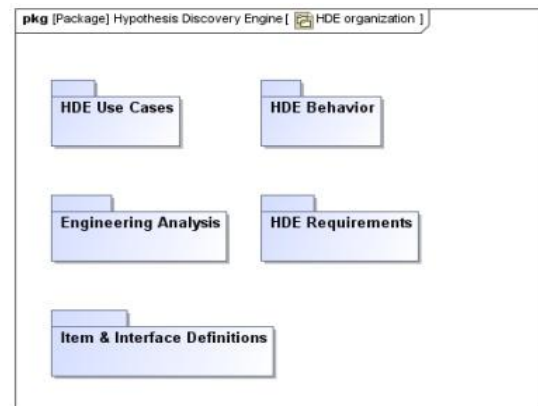 pkg [Package] Hypothesis Discovery Engine [ HDE organization ]
HDE Use Cases
HDE Behavior
Engineering Analysis
HDE Requirements
Item & Interface Definitions